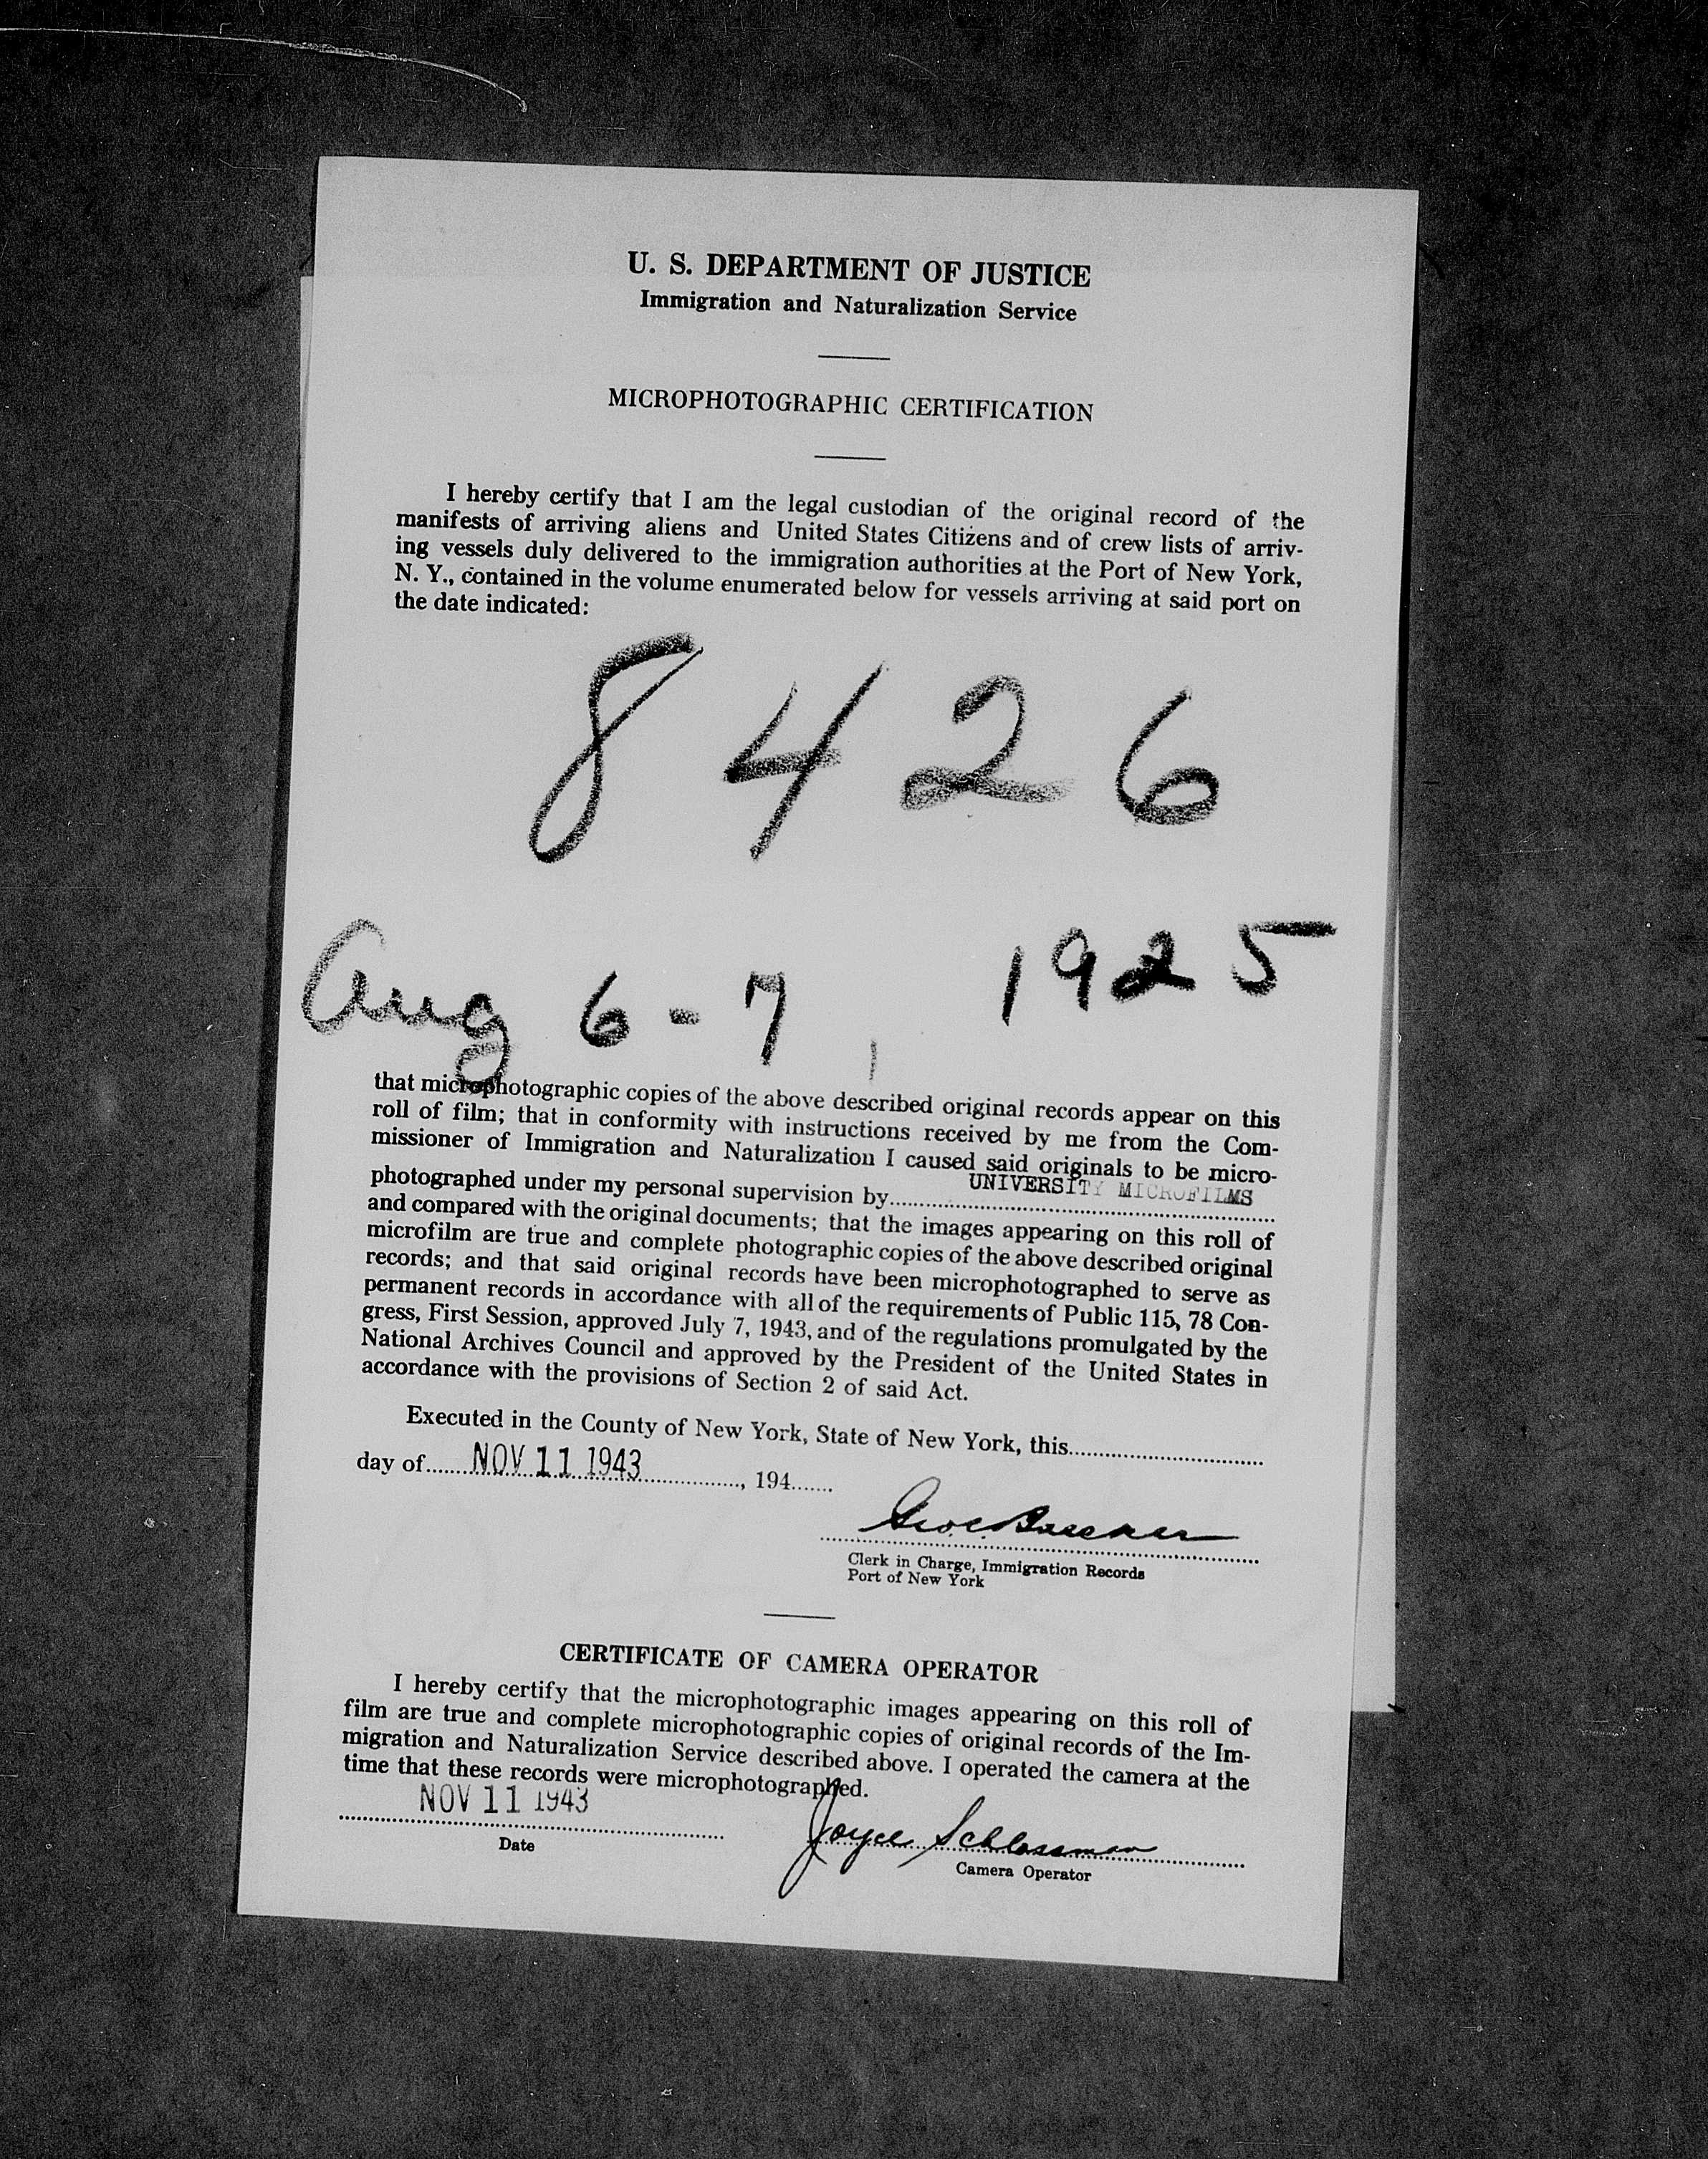 U. S. DEPARTMENT OF JUSTICE
Immigration and Naturalization Service
MICROPHOTOGRAPHIC CERTIFICATION
I hereby certify that I am the legal custodian of the original record of the
manifests of arriving aliens and United States Citizens and of crew lists of arriv-
ing vessels duly delivered to the immigration authorities at the Port of New York,
N. Y., contained in the volume enumerated below for vessels arriving at said port on
the date indicated:
8426
Aug 6-7, 1925
that microphotographic copies of the above described original records appear on this
roll of film; that in conformity with instructions received by me from the Com-
missioner of Immigration and Naturalization I caused said originals to be micro-
photographed under my personal supervision by UNIVERSITY MICROFILMS
and compared with the original documents; that the images appearing on this roll of
microfilm are true and complete photographic copies of the above described original
records; and that said original records have been microphotographed to serve as
permanent records in accordance with all of the requirements of Public 115, 78 Con-
gress, First Session, approved July 7, 1943, and of the regulations promulgated by the
National Archives Council and approved by the President of the United States in
accordance with the provisions of Section 2 of said Act.
Executed in the County of New York, State of New York, this
day of NOV 11 1943, 194
Clerk in Charge, Immigration Records
Port of New York
CERTIFICATE OF CAMERA OPERATOR
I hereby certify that the microphotographic images appearing on this roll of
film are true and complete microphotographic copies of original records of the Im-
migration and Naturalization Service described above. I operated the camera at the
time that these records were microphotographed.
NOV 11 1943 Joyce Schlossman
Date Camera Operator